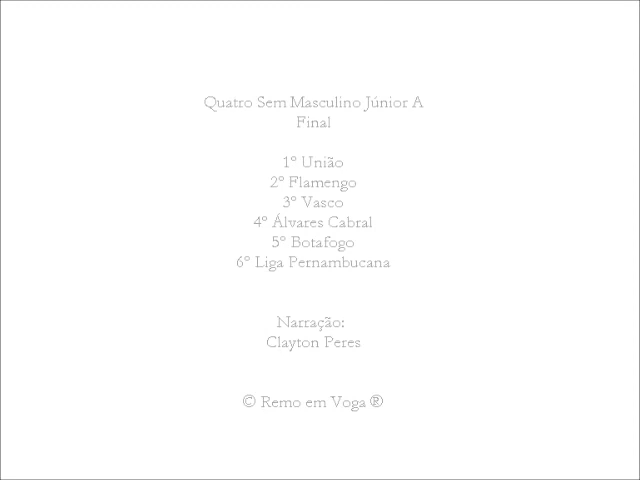 Quatro Sem Masculino Júnior A
Final
1º União
2º Flamengo
3º Vasco
4º Álvares Cabral
5º Botafogo
6º Liga Pernambucana
Narração:
Clayton Peres
© Remo em Voga ®